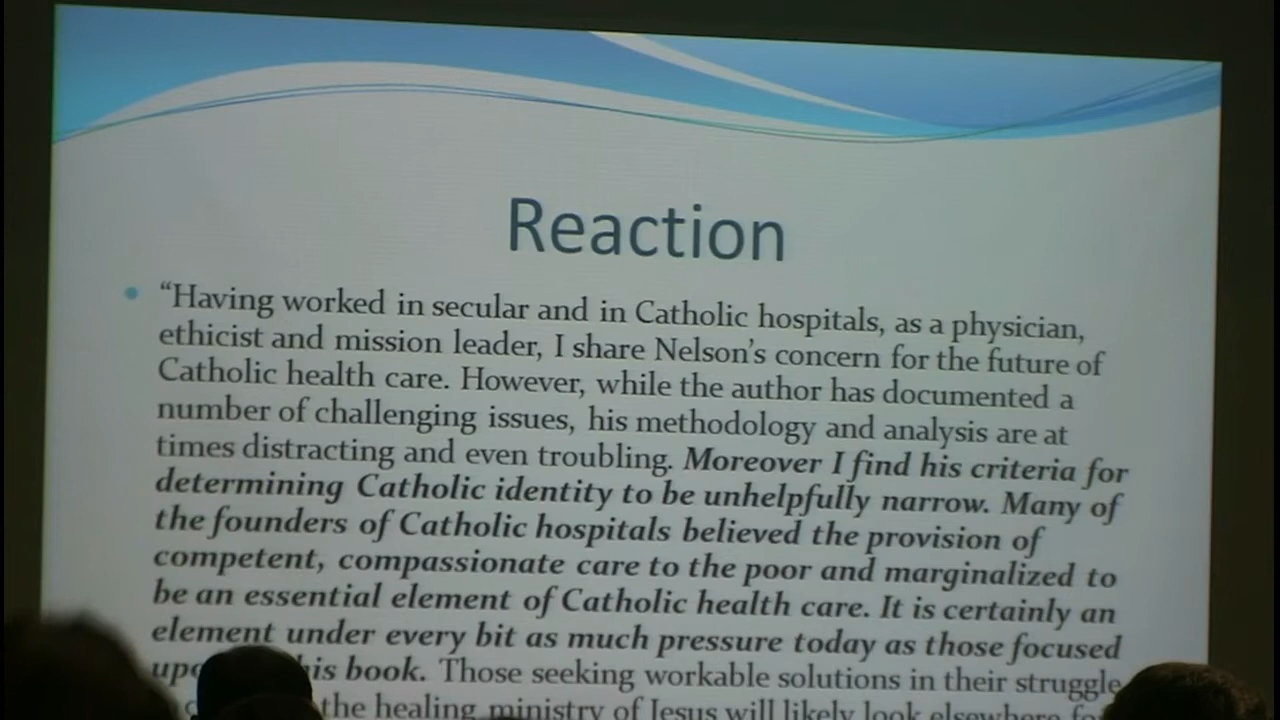 Reaction
“Having worked in secular and in Catholic hospitals, as a physician,
ethicist and mission leader, I share Nelson’s concern for the future of
Catholic health care. However, while the author has documented a
number of challenging issues, his methodology and analysis are at
times distracting and even troubling. Moreover I find his criteria for
determining Catholic identity to be unhelpfully narrow. Many of
the founders of Catholic hospitals believed the provision of
competent, compassionate care to the poor and marginalized to
be an essential element of Catholic health care. It is certainly an
element under every bit as much pressure today as those focused
book. Those seeking workable solutions in their struggle
the healing ministry of Jesus will likely look elsewhere